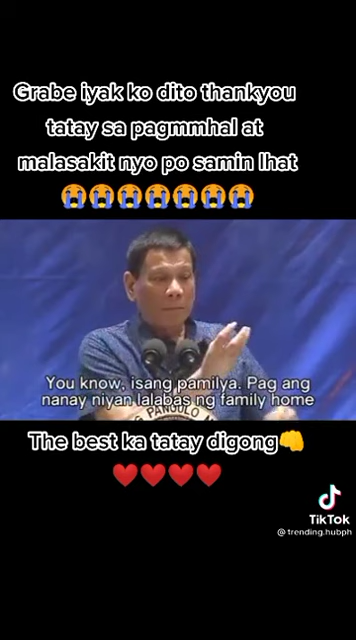 Grabe iyak ko dito thankyou
tatay sa pagmmhal at
malasakit nyo po samin lhat
😭😭😭😭😭😭😭
You know, isang pamilya. Pag ang
nanay niyan lalabas ng family home
PANGULO
The best ka tatay digong👊
❤️❤️❤️❤️
TikTok
@trending.hubph